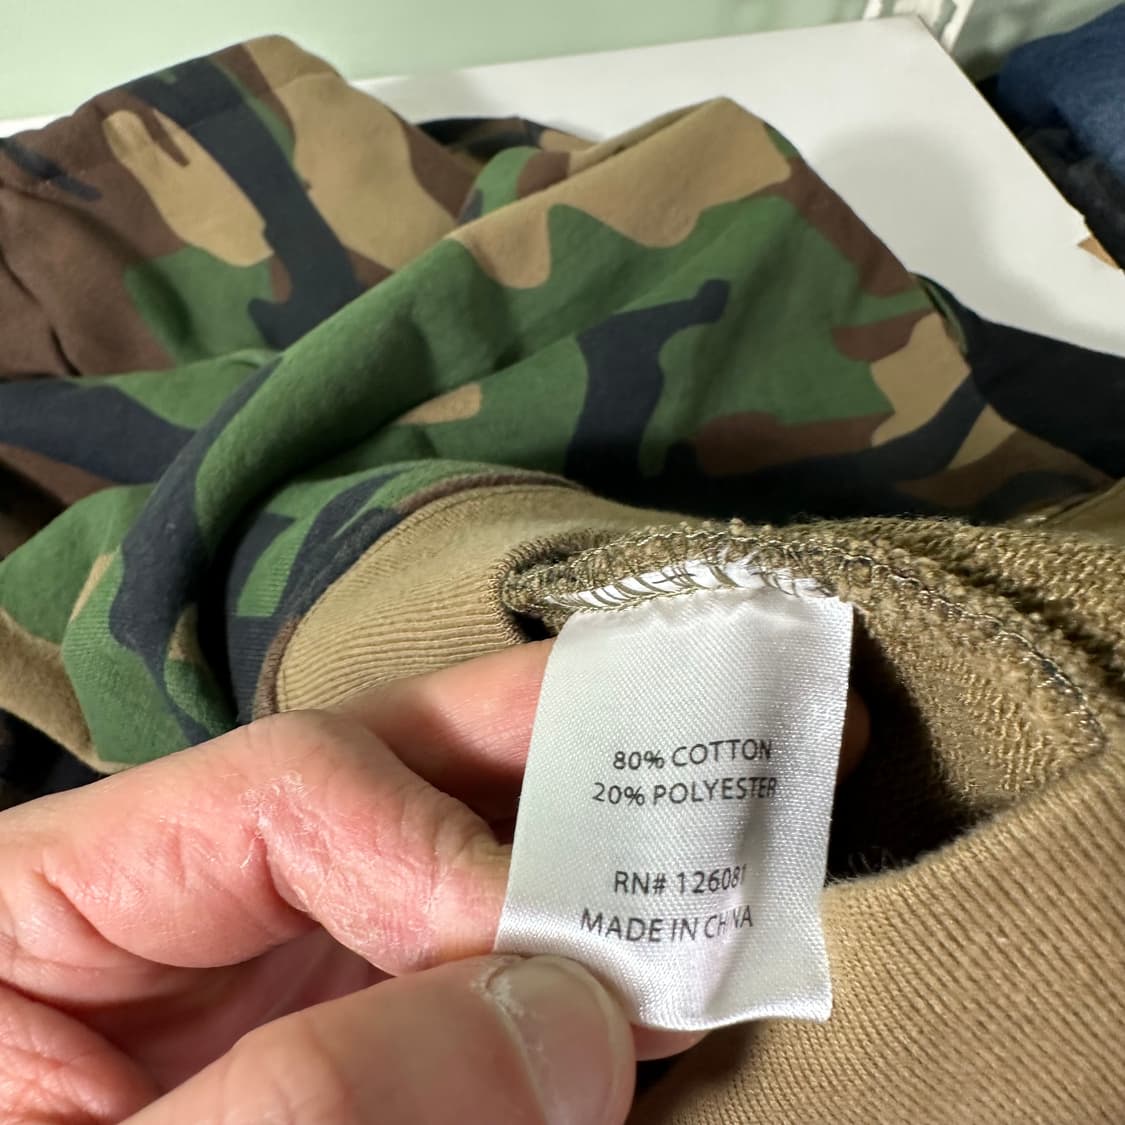 80% COTTON
20% POLYESTER
RN# 126081
MADE IN CHINA